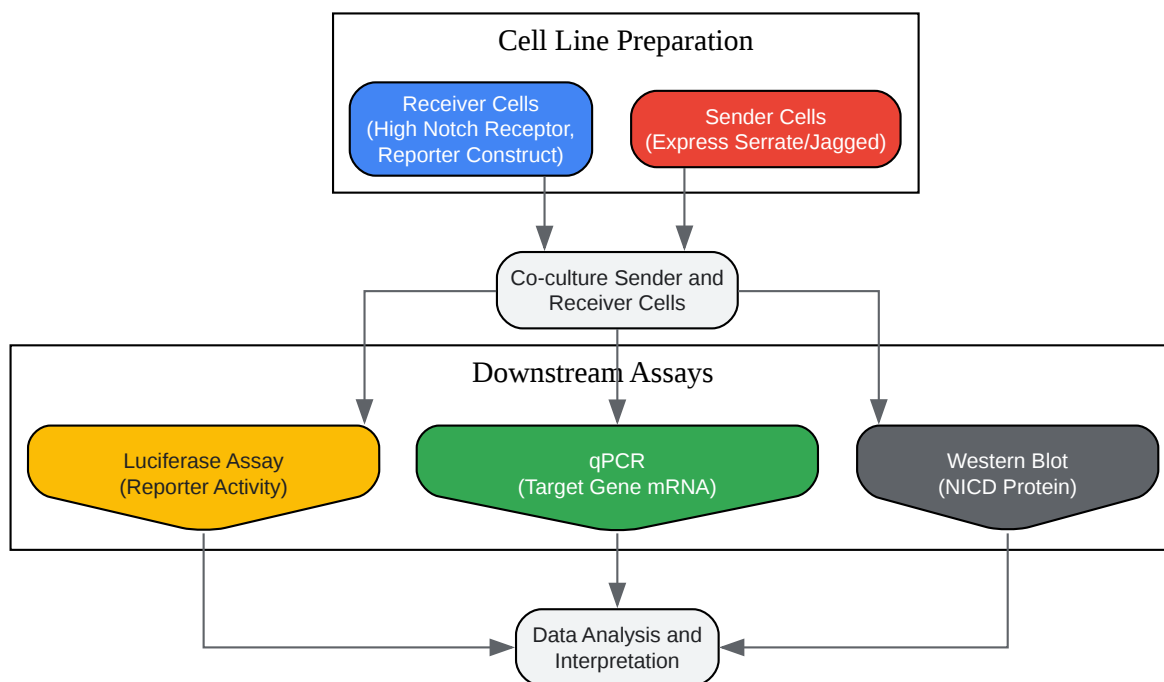 Cell Line Preparation
Receiver Cells
(High Notch Receptor,
Reporter Construct)
Sender Cells
(Express Serrate/Jagged)
Co-culture Sender and
Receiver Cells
Downstream Assays
Luciferase Assay
(Reporter Activity)
qPCR
(Target Gene mRNA)
Western Blot
(NICD Protein)
Data Analysis and
Interpretation